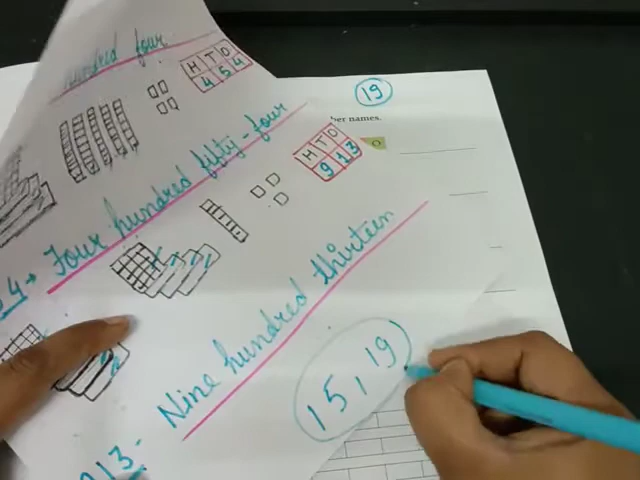 hundred four
H T O
4 5 4
19
ber names.
Four hundred fifty-four
H T O
9 1 3
O
4 →
Nine hundred thirteen
13 -
15, 19